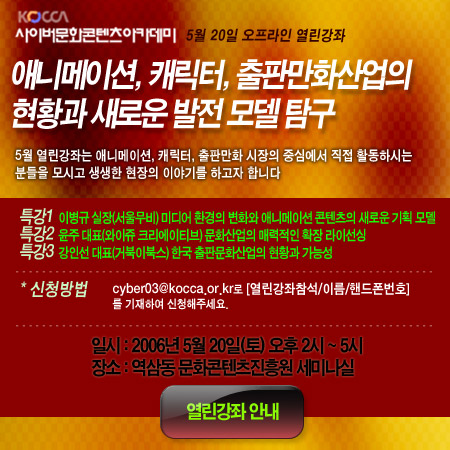 KOCCA
사이버문화콘텐츠아카데미 5월 20일 오프라인 열린강좌
애니메이션, 캐릭터, 출판만화산업의
현황과 새로운 발전 모델 탐구
5월 열린강좌는 애니메이션, 캐릭터, 출판만화 시장의 중심에서 직접 활동하시는
분들을 모시고 생생한 현장의 이야기를 하고자 합니다
특강1 이병규 실장(서울무비) 미디어 환경의 변화와 애니메이션 콘텐츠의 새로운 기획 모델
특강2 윤주 대표(와이쥬 크리에이티브) 문화산업의 매력적인 확장 라이선싱
특강3 강인선 대표(거북이북스) 한국 출판문화산업의 현황과 가능성
* 신청방법 cyber03@kocca.or.kr로 [열린강좌참석/이름/핸드폰번호]
를 기재하여 신청해주세요.
일시 : 2006년 5월 20일(토) 오후 2시 ~ 5시
장소 : 역삼동 문화콘텐츠진흥원 세미나실
열린강좌 안내